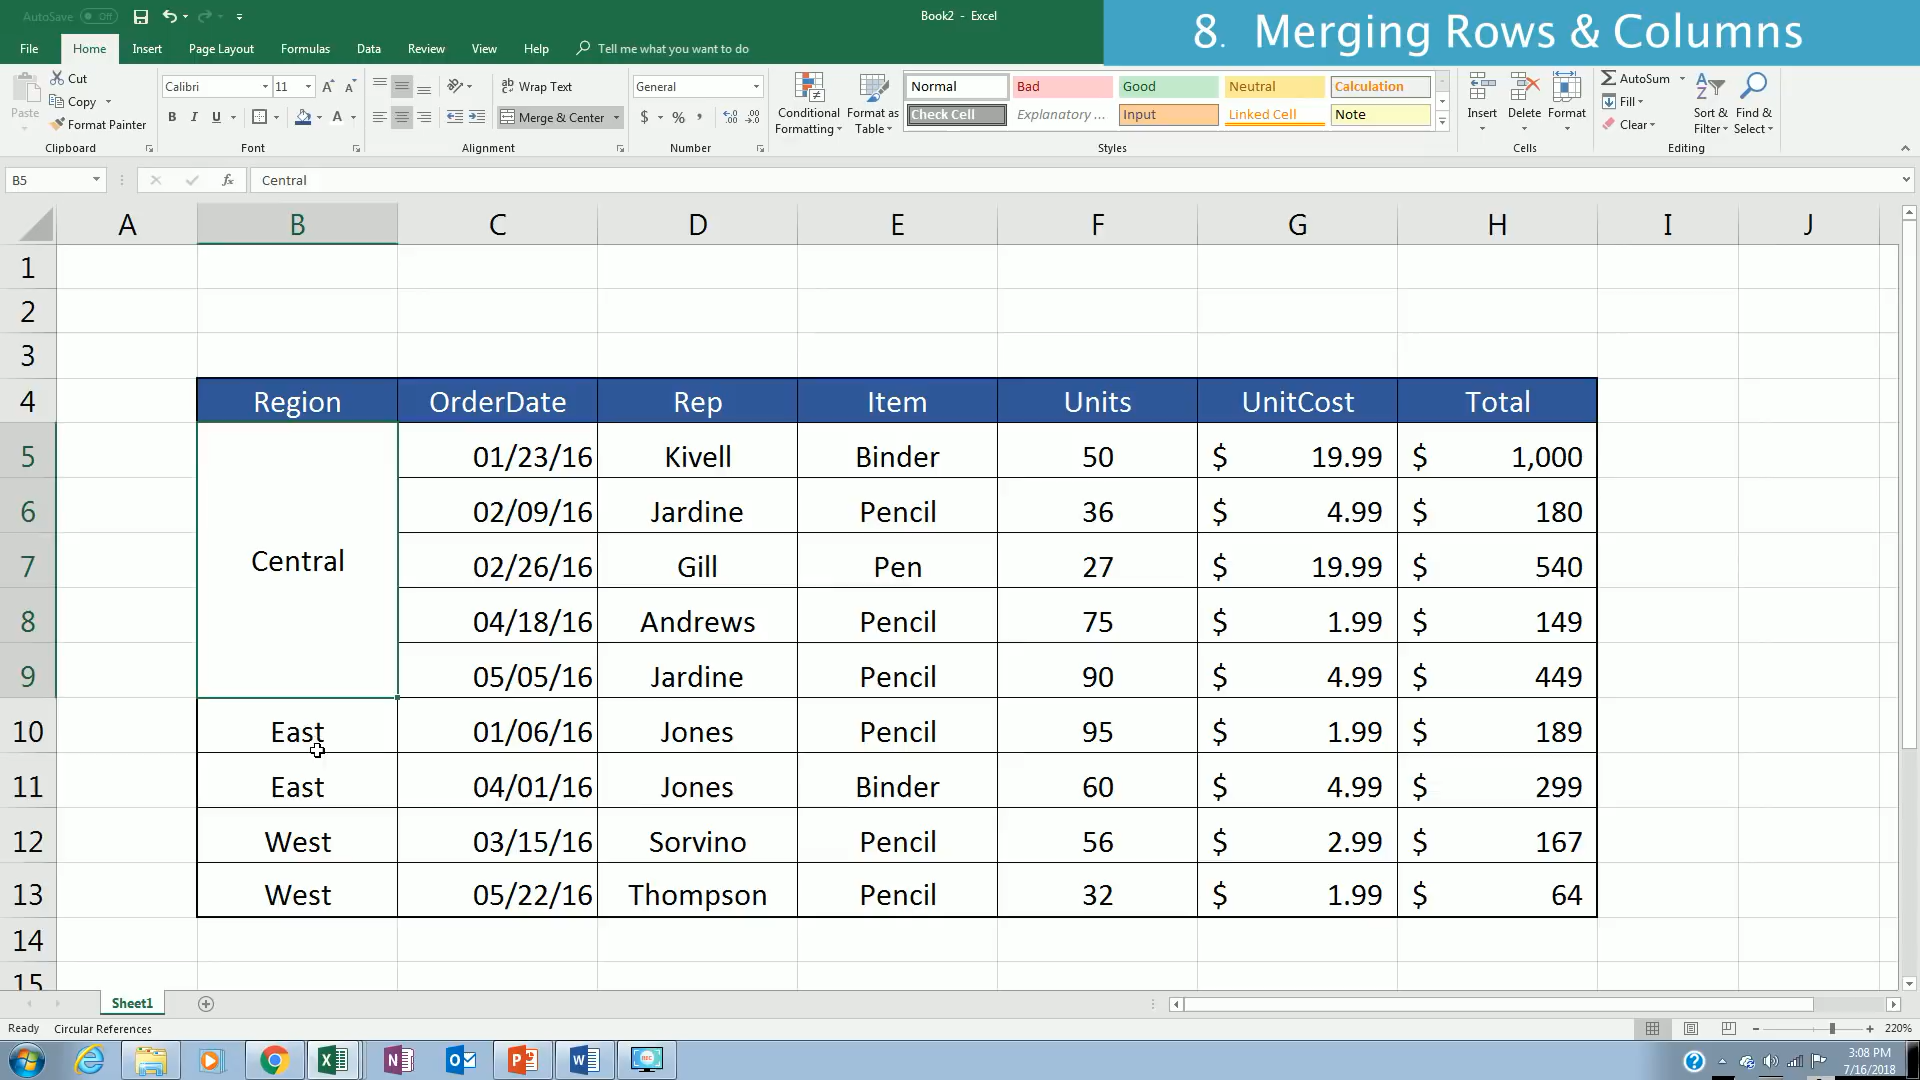 AutoSave Off
Book2 - Excel
8. Merging Rows & Columns
File Home Insert Page Layout Formulas Data Review View Help Tell me what you want to do
Paste
Cut
Copy
Format Painter
Clipboard
Calibri 11
B I U
Font
Wrap Text
Merge & Center
Alignment
General
$ % ,
Number
Conditional Formatting
Format as Table
Normal Bad Good Neutral Calculation
Check Cell Explanatory ... Input Linked Cell Note
Styles
Insert Delete Format
Cells
AutoSum
Fill
Clear
Sort & Filter
Find & Select
Editing
B5 fx Central
A B C D E F G H I J
1
2
3
4 Region OrderDate Rep Item Units UnitCost Total
5 01/23/16 Kivell Binder 50 $ 19.99 $ 1,000
6 02/09/16 Jardine Pencil 36 $ 4.99 $ 180
7 Central 02/26/16 Gill Pen 27 $ 19.99 $ 540
8 04/18/16 Andrews Pencil 75 $ 1.99 $ 149
9 05/05/16 Jardine Pencil 90 $ 4.99 $ 449
10 East 01/06/16 Jones Pencil 95 $ 1.99 $ 189
11 East 04/01/16 Jones Binder 60 $ 4.99 $ 299
12 West 03/15/16 Sorvino Pencil 56 $ 2.99 $ 167
13 West 05/22/16 Thompson Pencil 32 $ 1.99 $ 64
14
15
Sheet1
Ready Circular References
220%
3:08 PM
7/16/2018